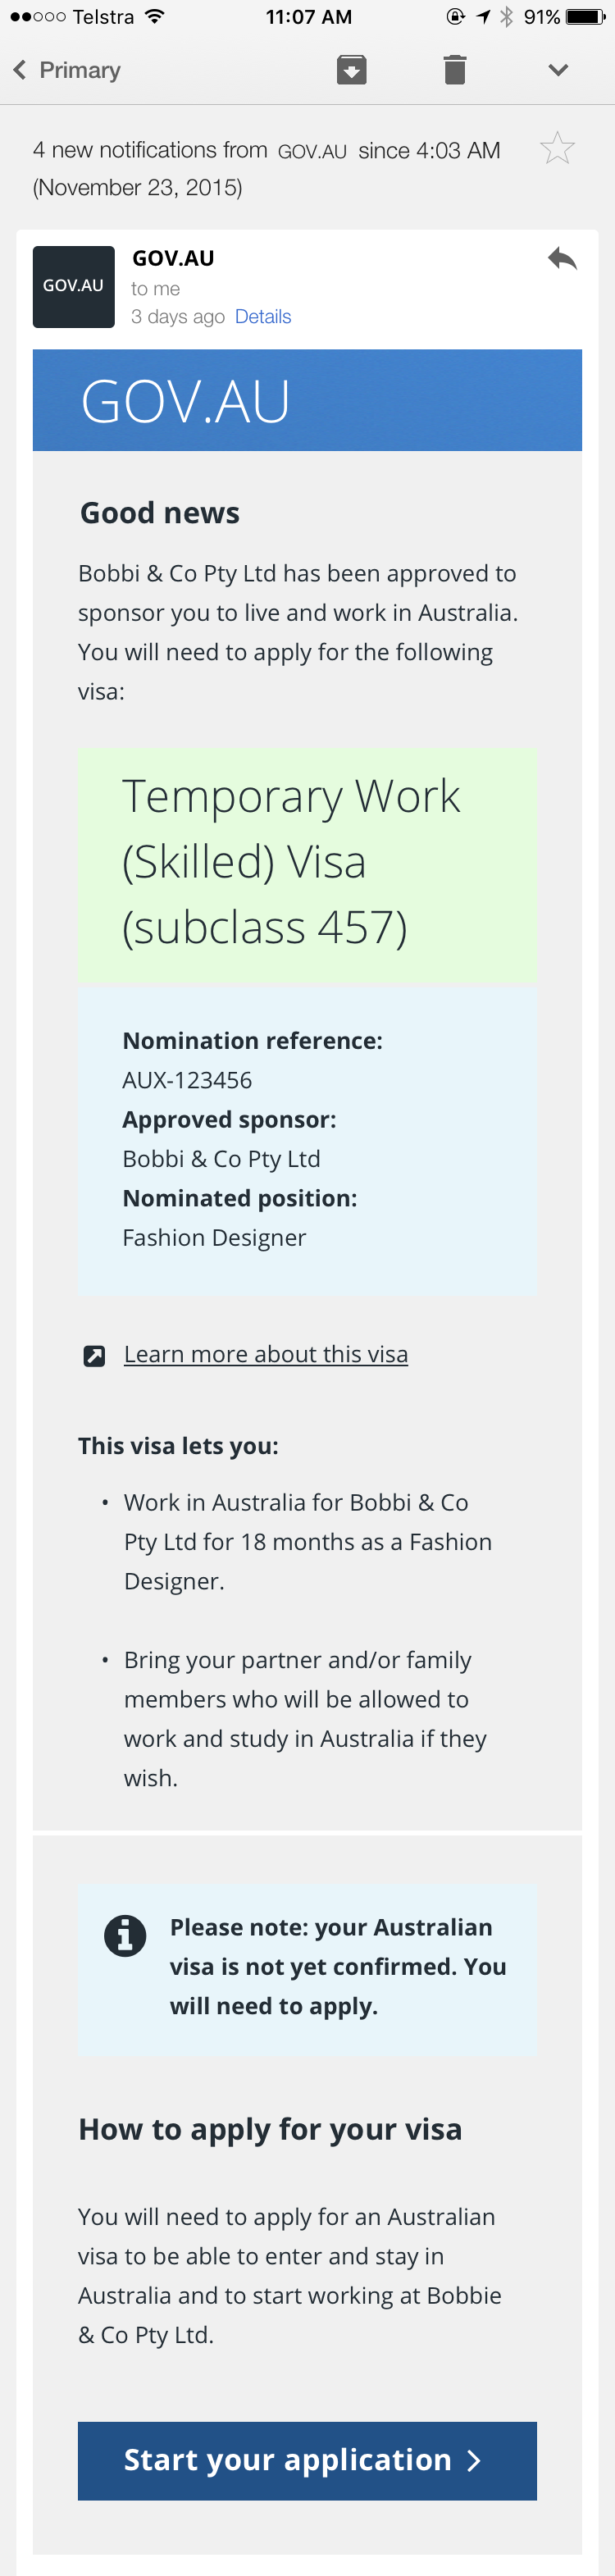 Telstra 11:07 AM 91%
Primary
4 new notifications from GOV.AU since 4:03 AM
(November 23, 2015)
GOV.AU
GOV.AU
to me
3 days ago Details
GOV.AU
Good news
Bobbi & Co Pty Ltd has been approved to
sponsor you to live and work in Australia.
You will need to apply for the following
visa:
Temporary Work
(Skilled) Visa
(subclass 457)
Nomination reference:
AUX-123456
Approved sponsor:
Bobbi & Co Pty Ltd
Nominated position:
Fashion Designer
Learn more about this visa
This visa lets you:
• Work in Australia for Bobbi & Co
Pty Ltd for 18 months as a Fashion
Designer.
• Bring your partner and/or family
members who will be allowed to
work and study in Australia if they
wish.
Please note: your Australian
visa is not yet confirmed. You
will need to apply.
How to apply for your visa
You will need to apply for an Australian
visa to be able to enter and stay in
Australia and to start working at Bobbie
& Co Pty Ltd.
Start your application